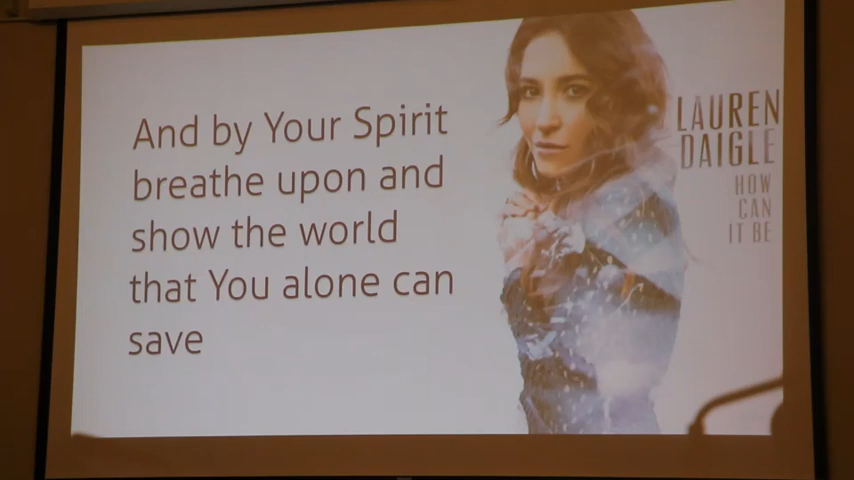 And by Your Spirit
breathe upon and
show the world
that You alone can
save
LAUREN
DAIGLE
HOW
CAN
IT BE